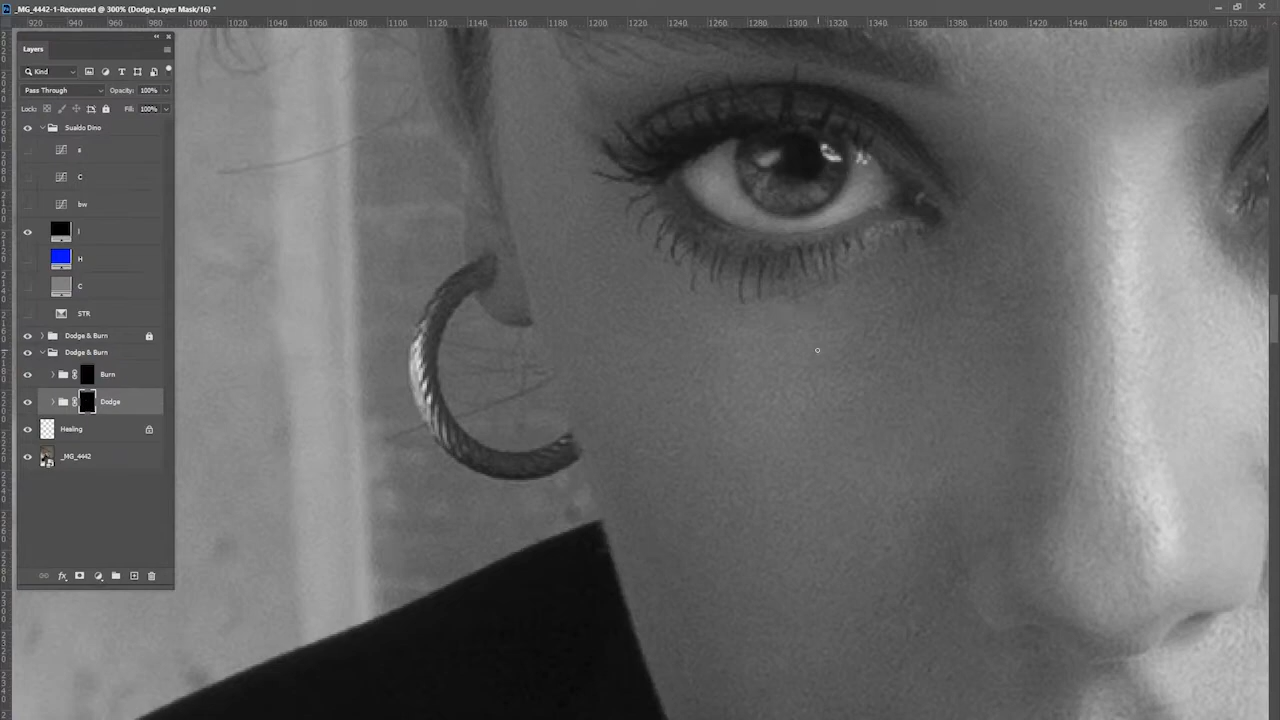 _MG_4442-1-Recovered @ 300% (Dodge, Layer Mask/16) *
920 940 960 980 1000 1020 1040 1060 1080 1100 1120 1140 1160 1180 1200 1220 1240 1260 1280 1300 1320 1340 1360 1380 1400 1420 1440 1460 1480 1500 1520
Layers
Kind
Pass Through Opacity: 100%
Lock: Fill: 100%
Sualdo Dino
s
C
bw
l
H
C
STR
Dodge & Burn
Dodge & Burn
Burn
Dodge
Healing
_MG_4442
fx